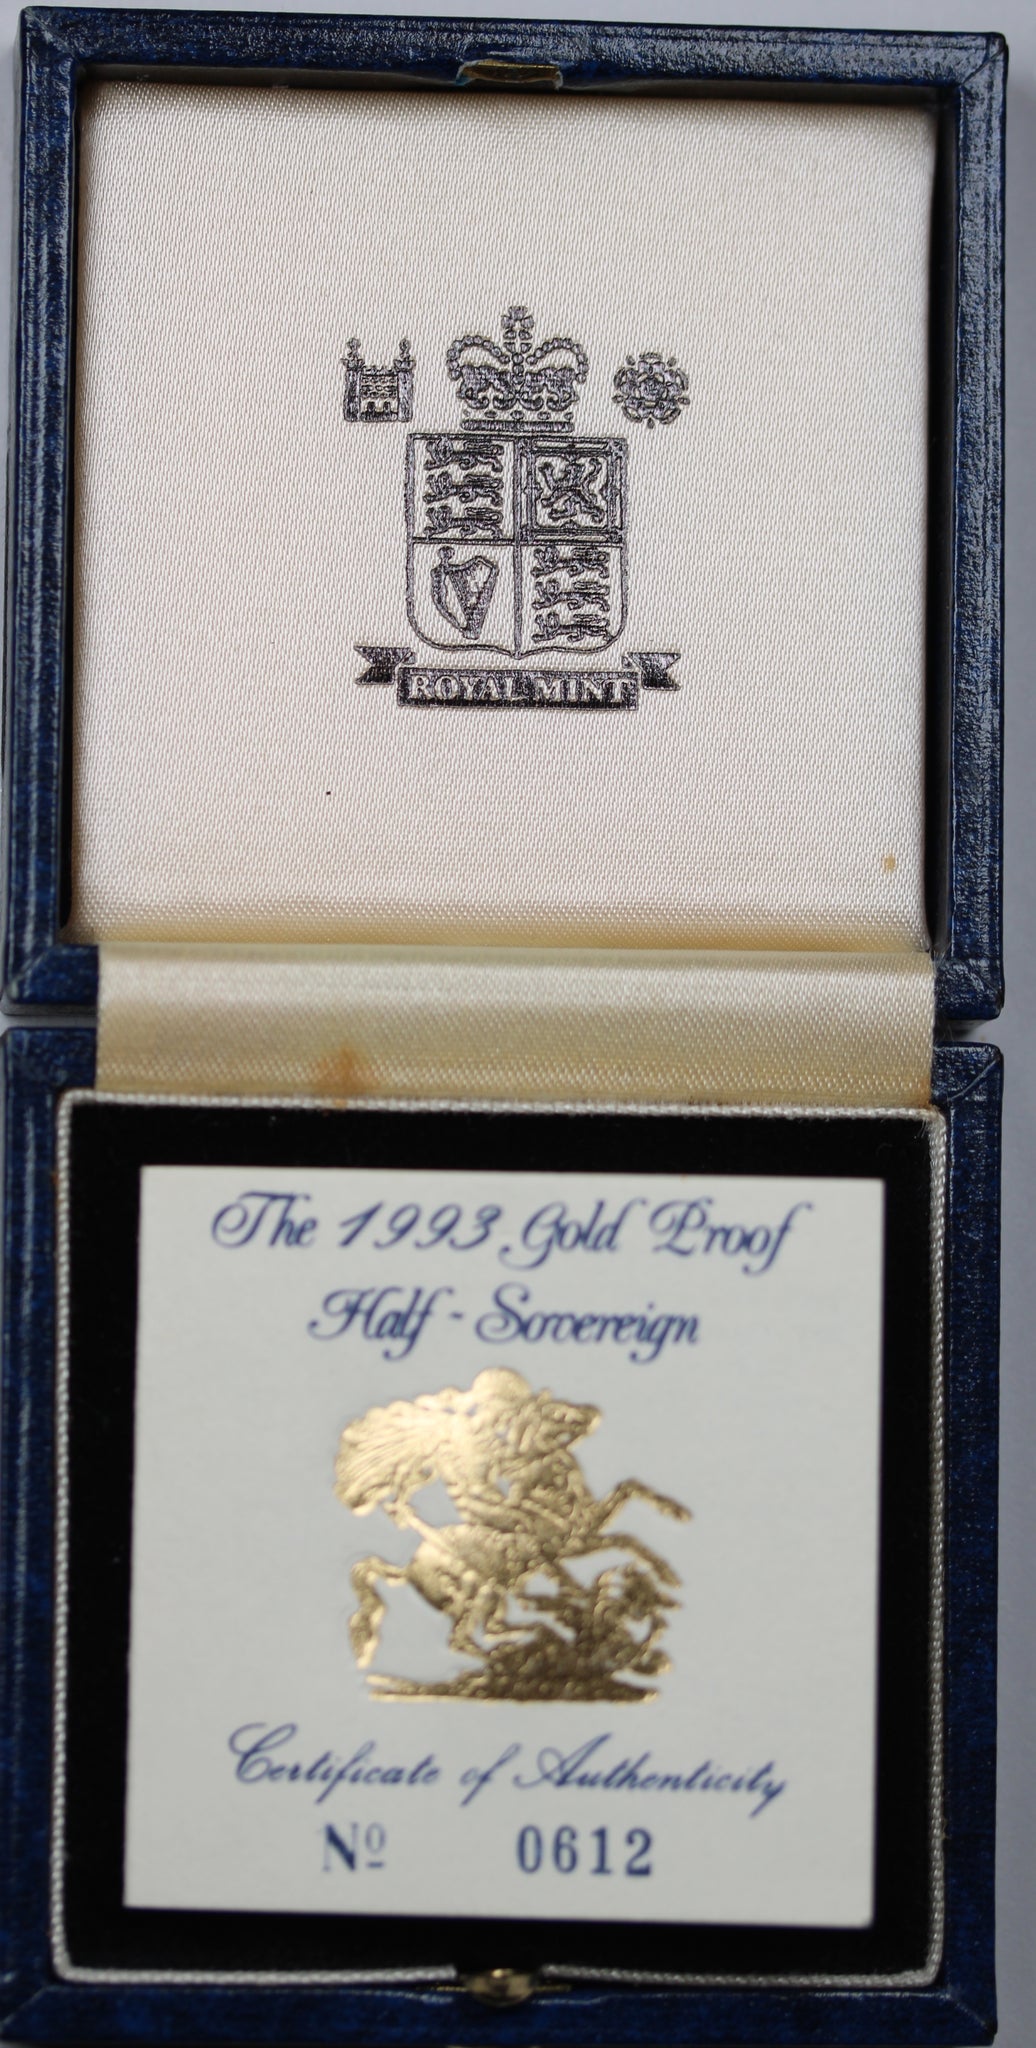 ROYAL MINT
The 1993 Gold Proof
Half - Sovereign
Certificate of Authenticity
Nº 0612